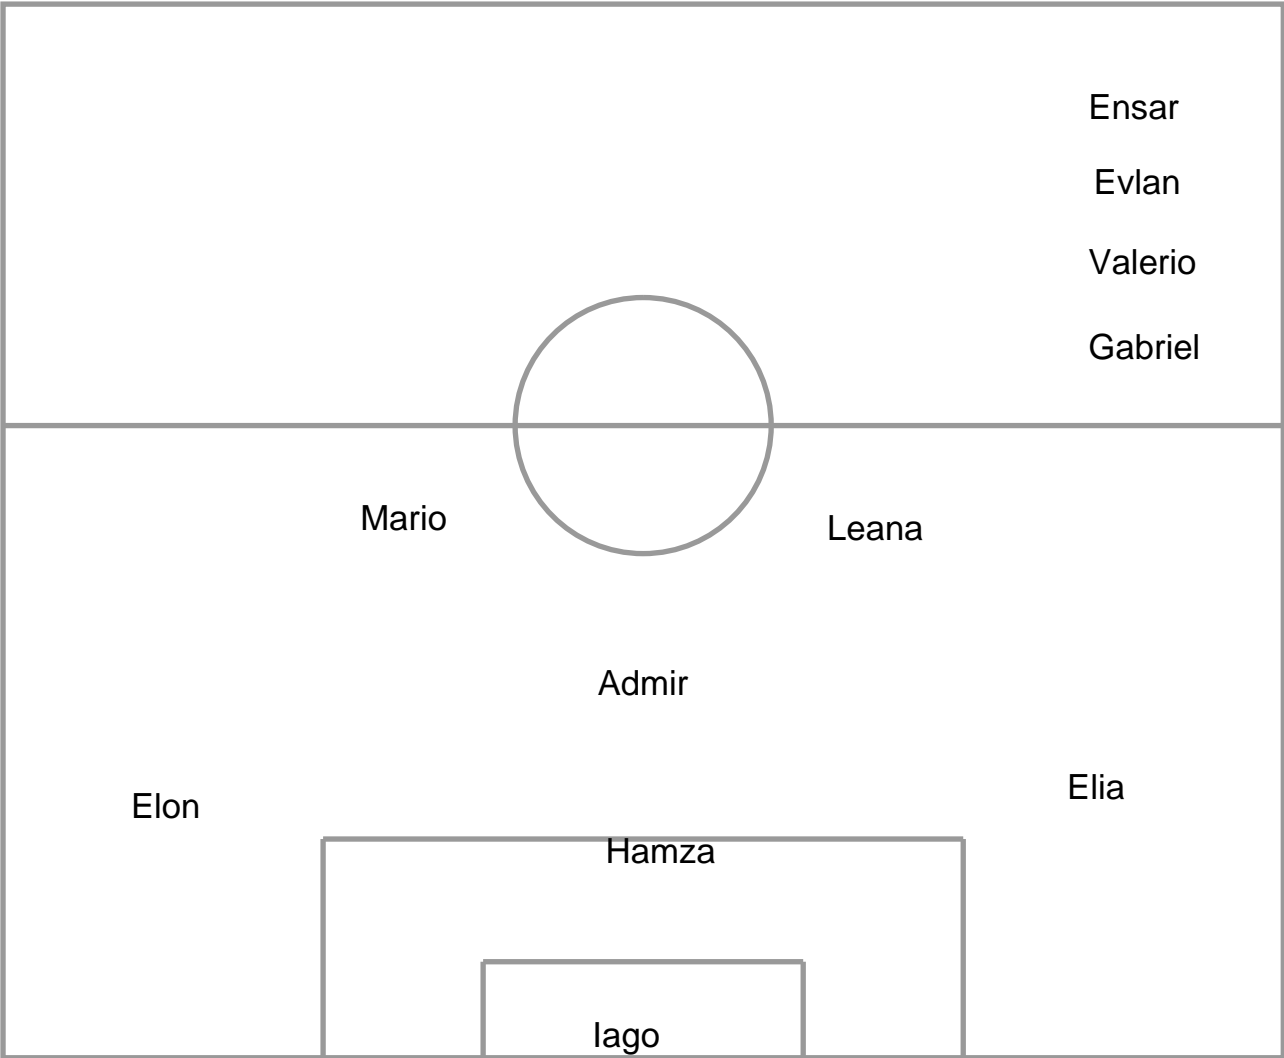 Ensar
Evlan
Valerio
Gabriel
Mario
Leana
Admir
Elia
Elon
Hamza
Iago